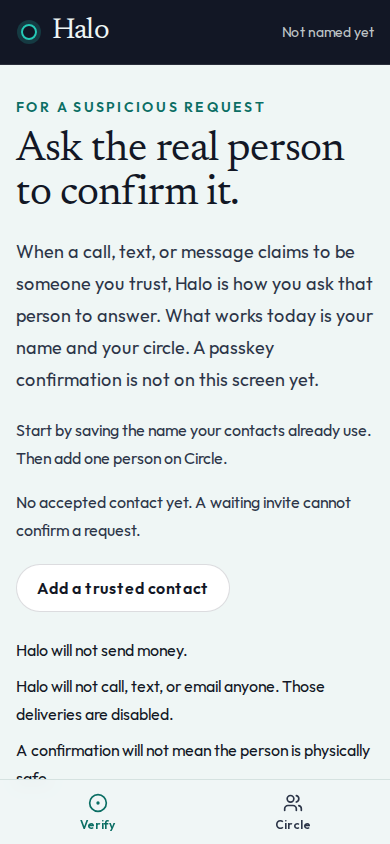 Halo
Not named yet
FOR A SUSPICIOUS REQUEST
Ask the real person
to confirm it.
When a call, text, or message claims to be
someone you trust, Halo is how you ask that
person to answer. What works today is your
name and your circle. A passkey
confirmation is not on this screen yet.
Start by saving the name your contacts already use.
Then add one person on Circle.
No accepted contact yet. A waiting invite cannot
confirm a request.
Add a trusted contact
Halo will not send money.
Halo will not call, text, or email anyone. Those
deliveries are disabled.
A confirmation will not mean the person is physically
safe.
Verify
Circle